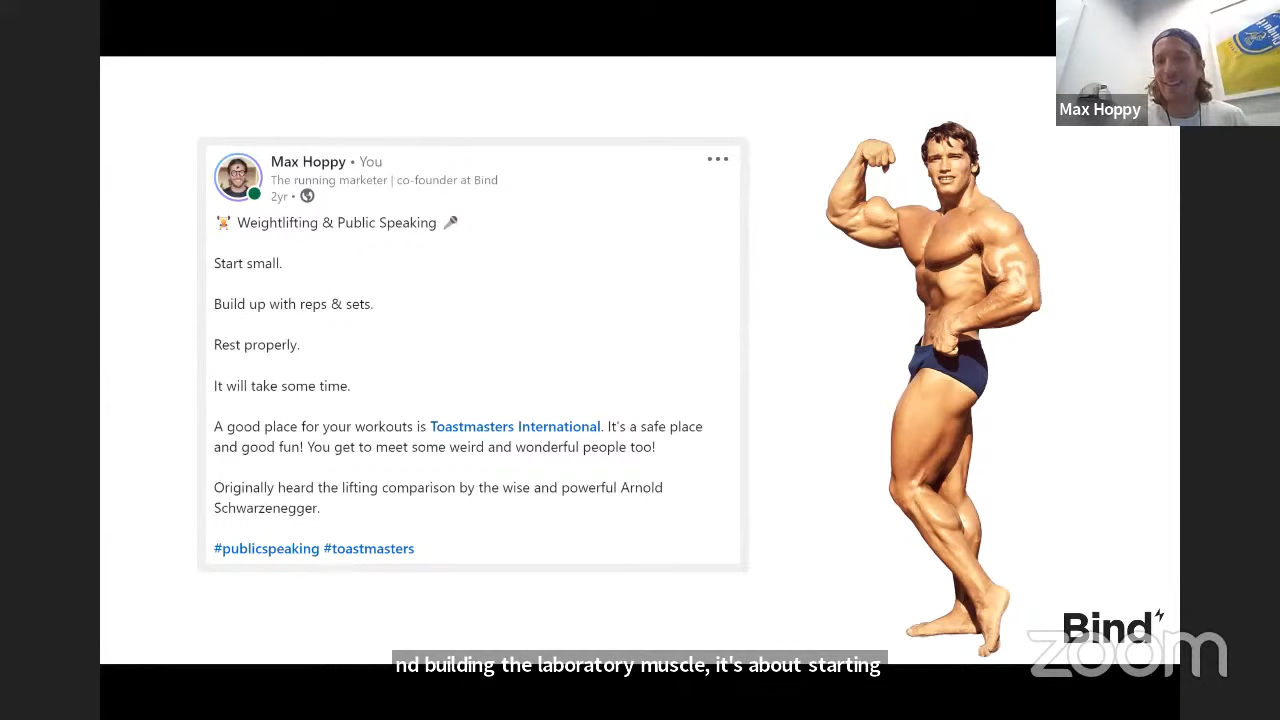 Max Hoppy
Max Hoppy • You
The running marketer | co-founder at Bind
2yr •
Weightlifting & Public Speaking
Start small.
Build up with reps & sets.
Rest properly.
It will take some time.
A good place for your workouts is Toastmasters International. It's a safe place
and good fun! You get to meet some weird and wonderful people too!
Originally heard the lifting comparison by the wise and powerful Arnold
Schwarzenegger.
#publicspeaking #toastmasters
Bind
zoom
nd building the laboratory muscle, it's about starting